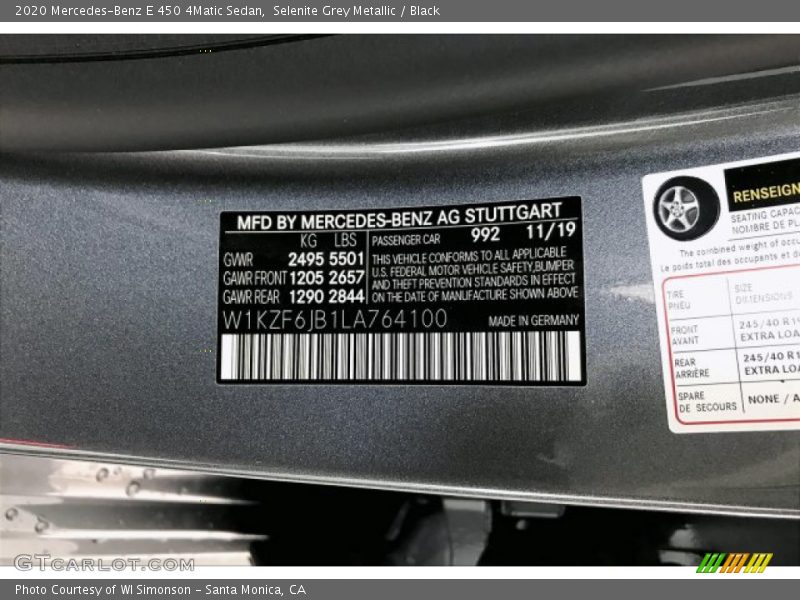 2020 Mercedes-Benz E 450 4Matic Sedan, Selenite Grey Metallic / Black
MFD BY MERCEDES-BENZ AG STUTTGART
KG LBS PASSENGER CAR 992 11/19
GVWR 2495 5501
GAWR FRONT 1205 2657
GAWR REAR 1290 2844
THIS VEHICLE CONFORMS TO ALL APPLICABLE
U.S. FEDERAL MOTOR VEHICLE SAFETY, BUMPER
AND THEFT PREVENTION STANDARDS IN EFFECT
ON THE DATE OF MANUFACTURE SHOWN ABOVE
W1KZF6JB1LA764100 MADE IN GERMANY
RENSEIGN
SEATING CAPAC
NOMBRE DE PL
The combined weight of occu
Le poids total des occupants et du
TIRE SIZE
PNEU DIMENSIONS
FRONT 245/40 R1
AVANT EXTRA LOA
REAR 245/40 R1
ARRIÈRE EXTRA LOA
SPARE NONE / A
DE SECOURS
GTCARLOT.COM
Photo Courtesy of WI Simonson - Santa Monica, CA